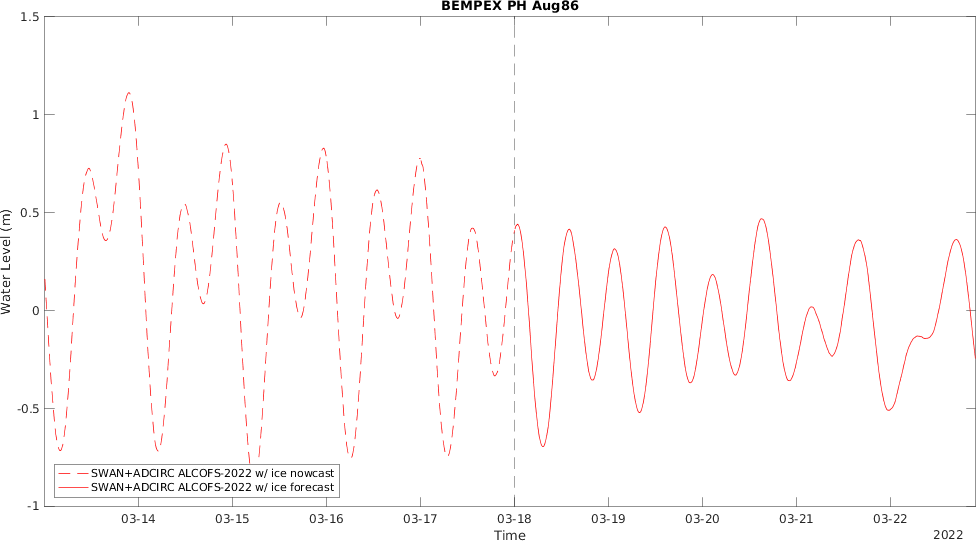 BEMPEX PH Aug86
1.5
1
0.5
0
-0.5
-1
Water Level (m)
SWAN+ADCIRC ALCOFS-2022 w/ ice nowcast
SWAN+ADCIRC ALCOFS-2022 w/ ice forecast
03-14 03-15 03-16 03-17 03-18 03-19 03-20 03-21 03-22
Time
2022